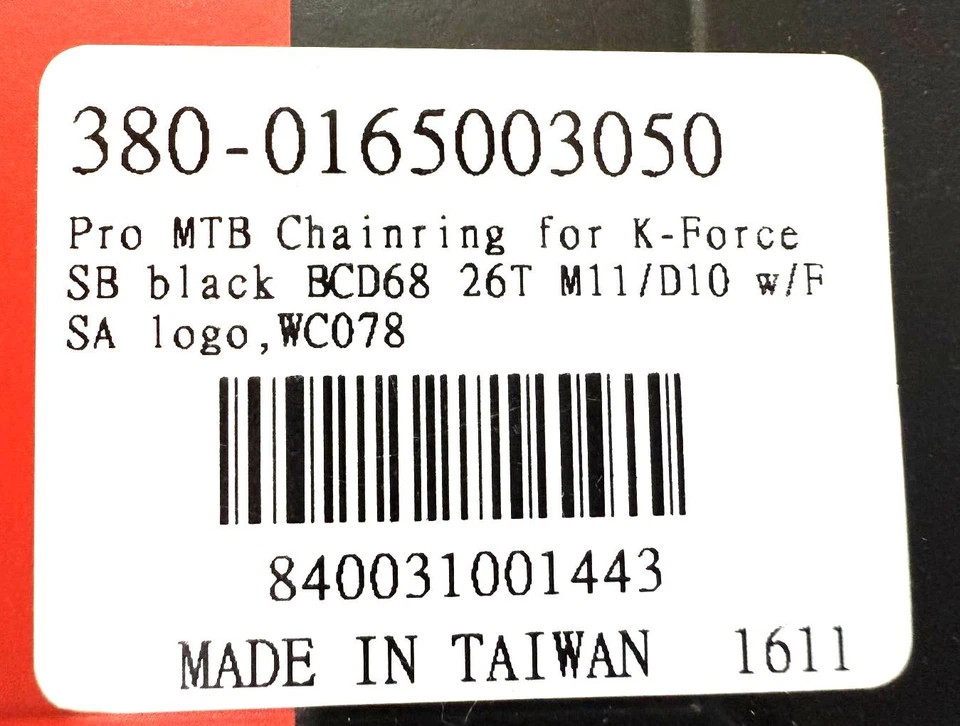 380-0165003050
Pro MTB Chainring for K-Force
SB black BCD68 26T M11/D10 w/F
SA logo,WC078
840031001443
MADE IN TAIWAN 1611